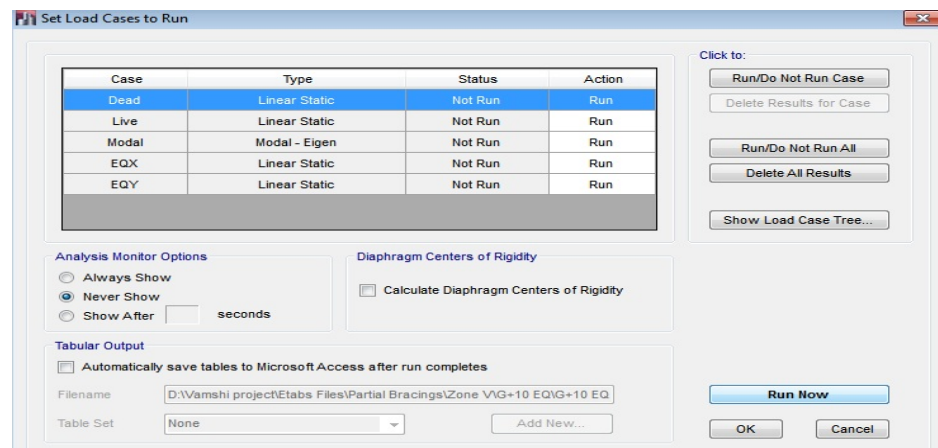 Set Load Cases to Run
Click to:
Case Type Status Action
Dead Linear Static Not Run Run
Live Linear Static Not Run Run
Modal Modal - Eigen Not Run Run
EQX Linear Static Not Run Run
EQY Linear Static Not Run Run
Run/Do Not Run Case
Delete Results for Case
Run/Do Not Run All
Delete All Results
Show Load Case Tree...
Analysis Monitor Options
Always Show
Never Show
Show After seconds
Diaphragm Centers of Rigidity
Calculate Diaphragm Centers of Rigidity
Tabular Output
Automatically save tables to Microsoft Access after run completes
Filename D:\Vamshi project\Etabs Files\Partial Bracings\Zone V\G+10 EQ\G+10 EQ
Table Set None Add New...
Run Now
OK Cancel